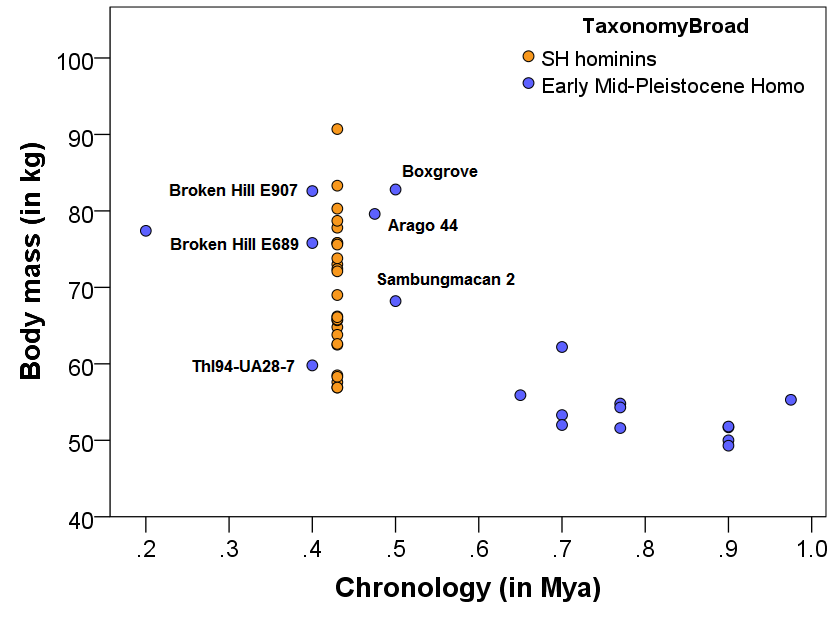 TaxonomyBroad
SH hominins
Early Mid-Pleistocene Homo
Body mass (in kg)
100
90
80
70
60
50
40
Boxgrove
Broken Hill E907
Arago 44
Broken Hill E689
Sambungmacan 2
Thl94-UA28-7
.2 .3 .4 .5 .6 .7 .8 .9 1.0
Chronology (in Mya)